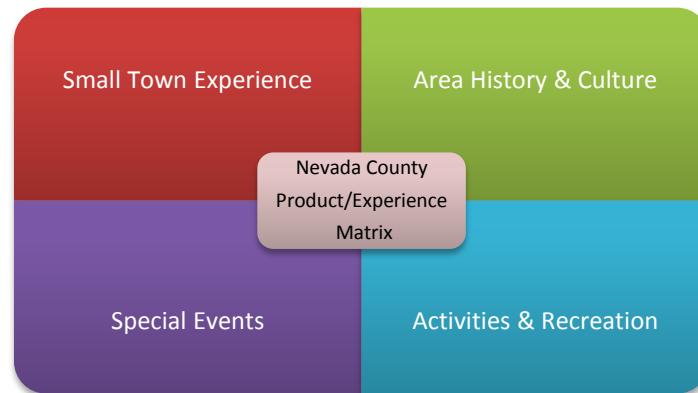 Small Town Experience
Area History & Culture
Nevada County
Product/Experience
Matrix
Special Events
Activities & Recreation